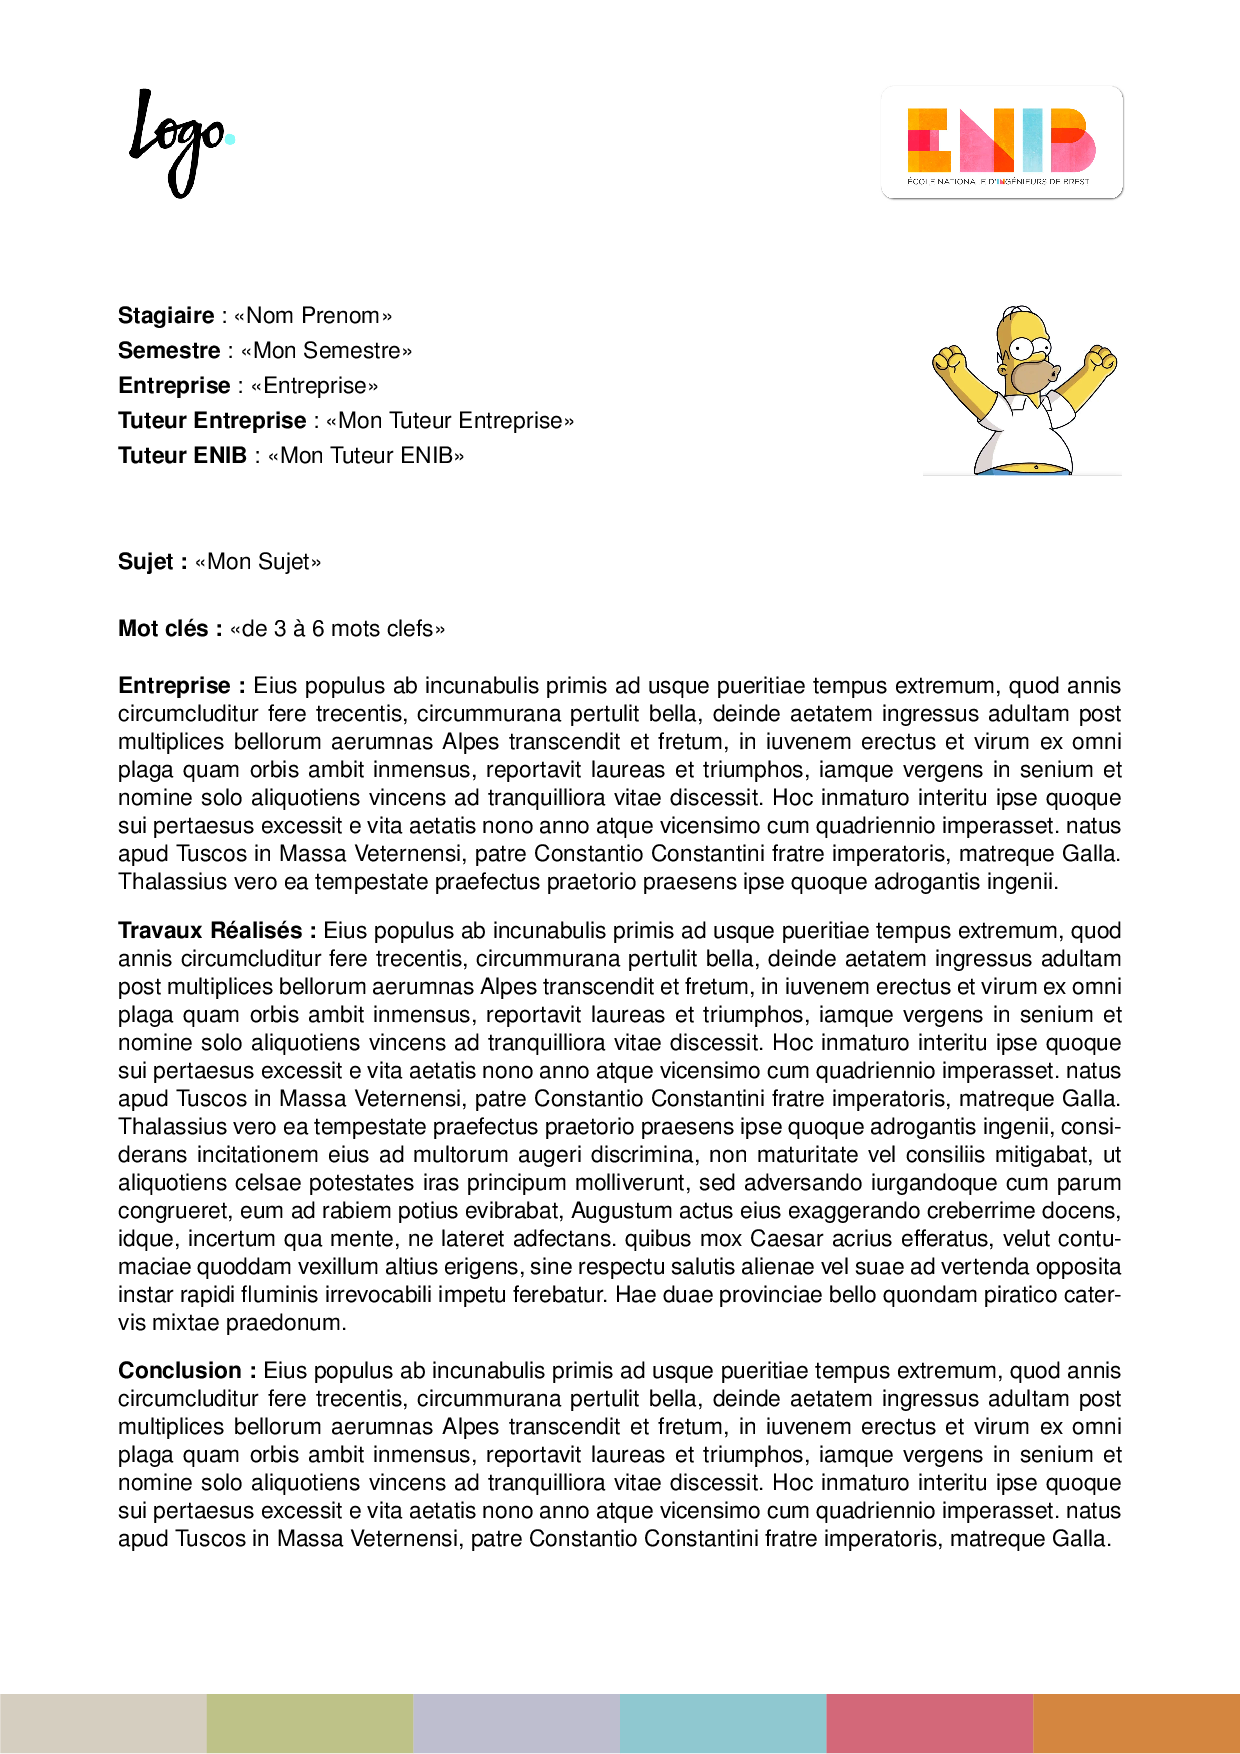 Logo.
ENIB
ÉCOLE NATIONALE D'INGÉNIEURS DE BREST
Stagiaire : «Nom Prenom»
Semestre : «Mon Semestre»
Entreprise : «Entreprise»
Tuteur Entreprise : «Mon Tuteur Entreprise»
Tuteur ENIB : «Mon Tuteur ENIB»
Sujet : «Mon Sujet»
Mot clés : «de 3 à 6 mots clefs»
Entreprise : Eius populus ab incunabulis primis ad usque pueritiae tempus extremum, quod annis
circumcluditur fere trecentis, circummurana pertulit bella, deinde aetatem ingressus adultam post
multiplices bellorum aerumnas Alpes transcendit et fretum, in iuvenem erectus et virum ex omni
plaga quam orbis ambit inmensus, reportavit laureas et triumphos, iamque vergens in senium et
nomine solo aliquotiens vincens ad tranquilliora vitae discessit. Hoc inmaturo interitu ipse quoque
sui pertaesus excessit e vita aetatis nono anno atque vicensimo cum quadriennio imperasset. natus
apud Tuscos in Massa Veternensi, patre Constantio Constantini fratre imperatoris, matreque Galla.
Thalassius vero ea tempestate praefectus praetorio praesens ipse quoque adrogantis ingenii.
Travaux Réalisés : Eius populus ab incunabulis primis ad usque pueritiae tempus extremum, quod
annis circumcluditur fere trecentis, circummurana pertulit bella, deinde aetatem ingressus adultam
post multiplices bellorum aerumnas Alpes transcendit et fretum, in iuvenem erectus et virum ex omni
plaga quam orbis ambit inmensus, reportavit laureas et triumphos, iamque vergens in senium et
nomine solo aliquotiens vincens ad tranquilliora vitae discessit. Hoc inmaturo interitu ipse quoque
sui pertaesus excessit e vita aetatis nono anno atque vicensimo cum quadriennio imperasset. natus
apud Tuscos in Massa Veternensi, patre Constantio Constantini fratre imperatoris, matreque Galla.
Thalassius vero ea tempestate praefectus praetorio praesens ipse quoque adrogantis ingenii, consi-
derans incitationem eius ad multorum augeri discrimina, non maturitate vel consiliis mitigabat, ut
aliquotiens celsae potestates iras principum molliverunt, sed adversando iurgandoque cum parum
congrueret, eum ad rabiem potius evibrabat, Augustum actus eius exaggerando creberrime docens,
idque, incertum qua mente, ne lateret adfectans. quibus mox Caesar acrius efferatus, velut contu-
maciae quoddam vexillum altius erigens, sine respectu salutis alienae vel suae ad vertenda opposita
instar rapidi fluminis irrevocabili impetu ferebatur. Hae duae provinciae bello quondam piratico cater-
vis mixtae praedonum.
Conclusion : Eius populus ab incunabulis primis ad usque pueritiae tempus extremum, quod annis
circumcluditur fere trecentis, circummurana pertulit bella, deinde aetatem ingressus adultam post
multiplices bellorum aerumnas Alpes transcendit et fretum, in iuvenem erectus et virum ex omni
plaga quam orbis ambit inmensus, reportavit laureas et triumphos, iamque vergens in senium et
nomine solo aliquotiens vincens ad tranquilliora vitae discessit. Hoc inmaturo interitu ipse quoque
sui pertaesus excessit e vita aetatis nono anno atque vicensimo cum quadriennio imperasset. natus
apud Tuscos in Massa Veternensi, patre Constantio Constantini fratre imperatoris, matreque Galla.